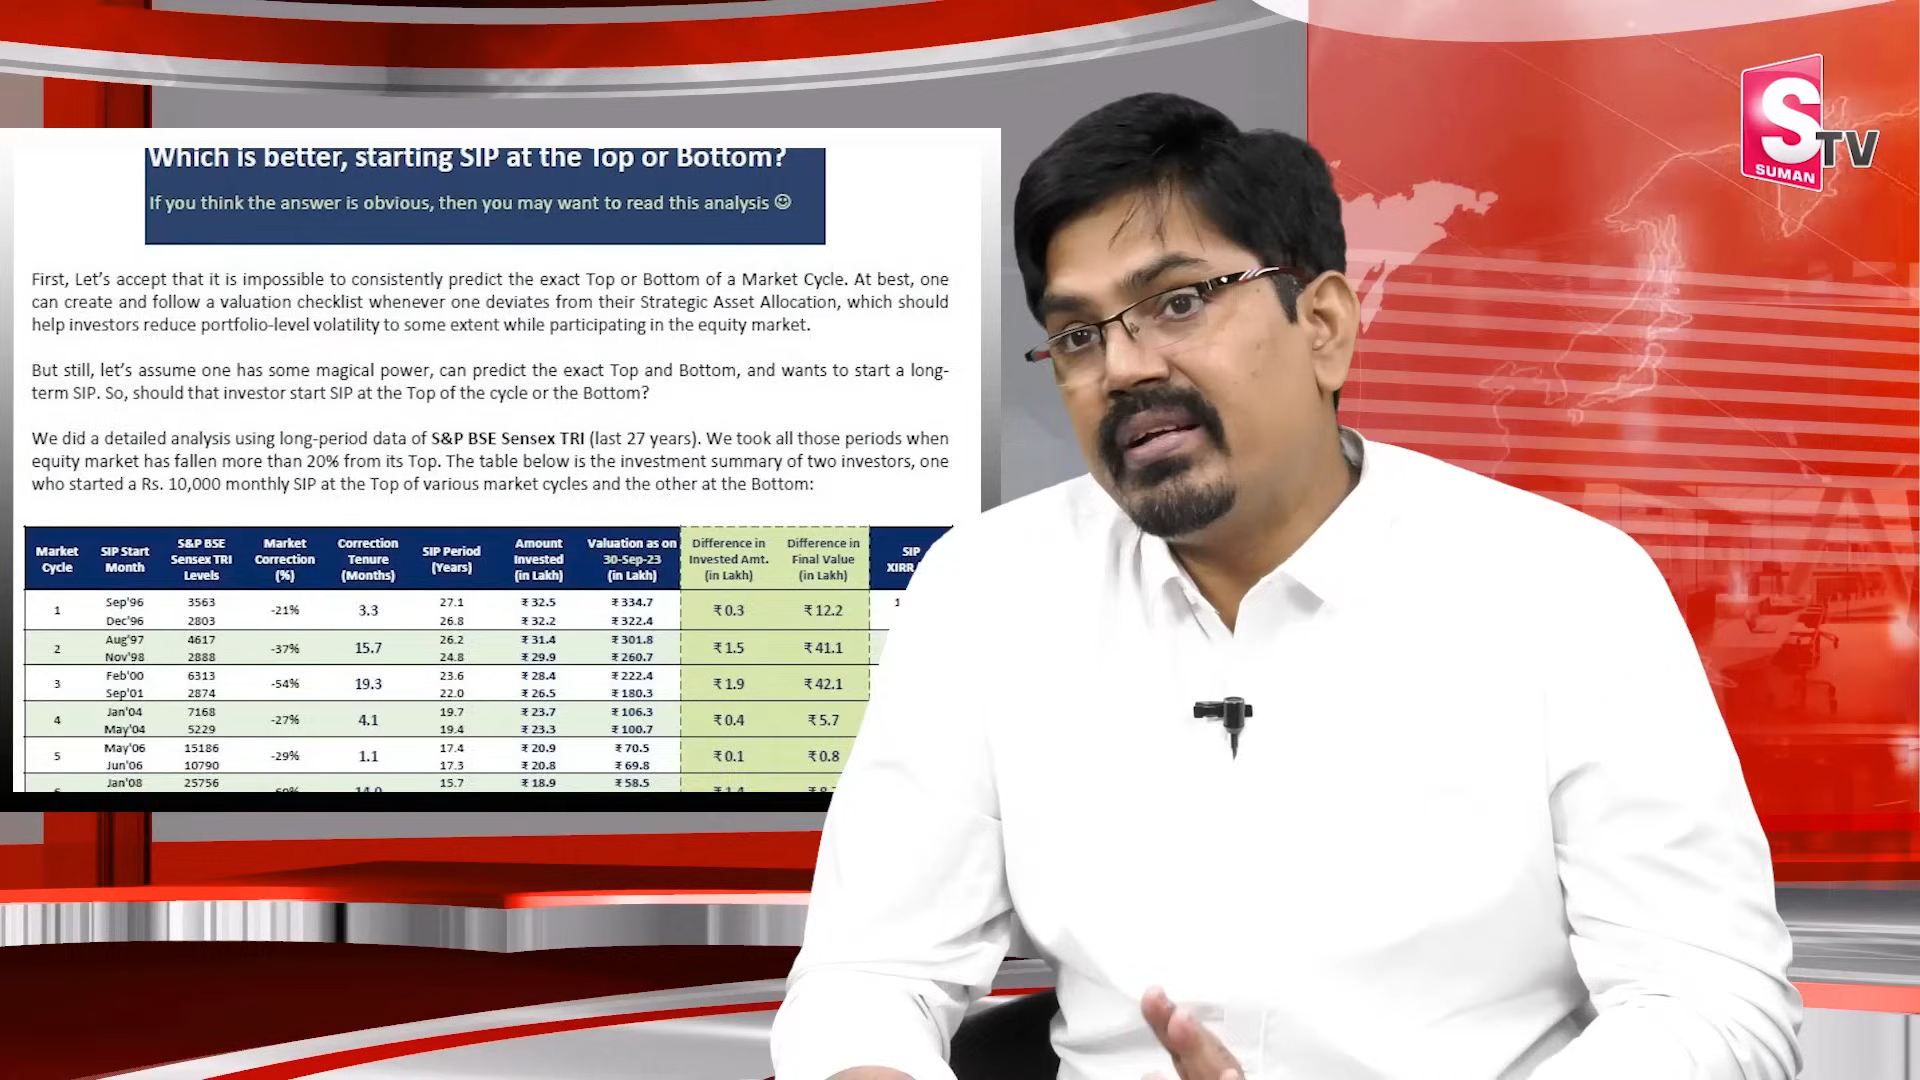 Which is better, starting SIP at the Top or Bottom?
If you think the answer is obvious, then you may want to read this analysis ☺
First, Let's accept that it is impossible to consistently predict the exact Top or Bottom of a Market Cycle. At best, one
can create and follow a valuation checklist whenever one deviates from their Strategic Asset Allocation, which should
help investors reduce portfolio-level volatility to some extent while participating in the equity market.
But still, let's assume one has some magical power, can predict the exact Top and Bottom, and wants to start a long-
term SIP. So, should that investor start SIP at the Top of the cycle or the Bottom?
We did a detailed analysis using long-period data of S&P BSE Sensex TRI (last 27 years). We took all those periods when
equity market has fallen more than 20% from its Top. The table below is the investment summary of two investors, one
who started a Rs. 10,000 monthly SIP at the Top of various market cycles and the other at the Bottom:
Market Cycle SIP Start Month S&P BSE Sensex TRI Levels Market Correction (%) Correction Tenure (Months) SIP Period (Years) Amount Invested (in Lakh) Valuation as on 30-Sep-23 (in Lakh) Difference in Invested Amt. (in Lakh) Difference in Final Value (in Lakh) SIP XIRR
1 Sep'96 3563 -21% 3.3 27.1 ₹ 32.5 ₹ 334.7 ₹ 0.3 ₹ 12.2
Dec'96 2803 26.8 ₹ 32.2 ₹ 322.4
2 Aug'97 4617 -37% 15.7 26.2 ₹ 31.4 ₹ 301.8 ₹ 1.5 ₹ 41.1
Nov'98 2888 24.8 ₹ 29.9 ₹ 260.7
3 Feb'00 6313 -54% 19.3 23.6 ₹ 28.4 ₹ 222.4 ₹ 1.9 ₹ 42.1
Sep'01 2874 22.0 ₹ 26.5 ₹ 180.3
4 Jan'04 7168 -27% 4.1 19.7 ₹ 23.7 ₹ 106.3 ₹ 0.4 ₹ 5.7
May'04 5229 19.4 ₹ 23.3 ₹ 100.7
5 May'06 15186 -29% 1.1 17.4 ₹ 20.9 ₹ 70.5 ₹ 0.1 ₹ 0.8
Jun'06 10790 17.3 ₹ 20.8 ₹ 69.8
Jan'08 25756 15.7 ₹ 18.9 ₹ 58.5
S TV
SUMAN